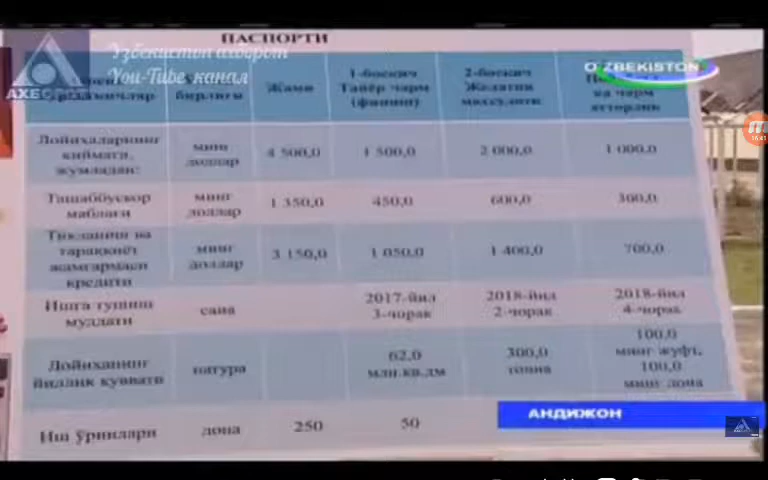 ПАСПОРТИ
Ўзбекистон ахборот
You-Tube канал
O'ZBEKISTON
бирлиги
Жами
1-босқич
Тайёр чарм
(финиш)
2-босқич
Желатин
маҳсулоти
ва чарм
Лойиҳаларнинг
қиймати,
жумладан:
минг
доллар
4 500,0
1 500,0
2 000,0
1 000,0
Ташаббускор
маблағи
минг
доллар
1 350,0
450,0
600,0
300,0
Тикланиш ва
тараққиёт
жамғармаси
кредити
минг
доллар
3 150,0
1 050,0
1 400,0
700,0
Ишга тушиш
муддати
сана
2017-йил
3-чорак
2018-йил
2-чорак
2018-йил
4-чорак
Лойиҳанинг
йиллик қуввати
натура
62,0
млн.кв.дм
300,0
тонна
100,0
минг жуфт,
100,0
минг дона
Иш ўринлари
дона
250
50
АНДИЖОН